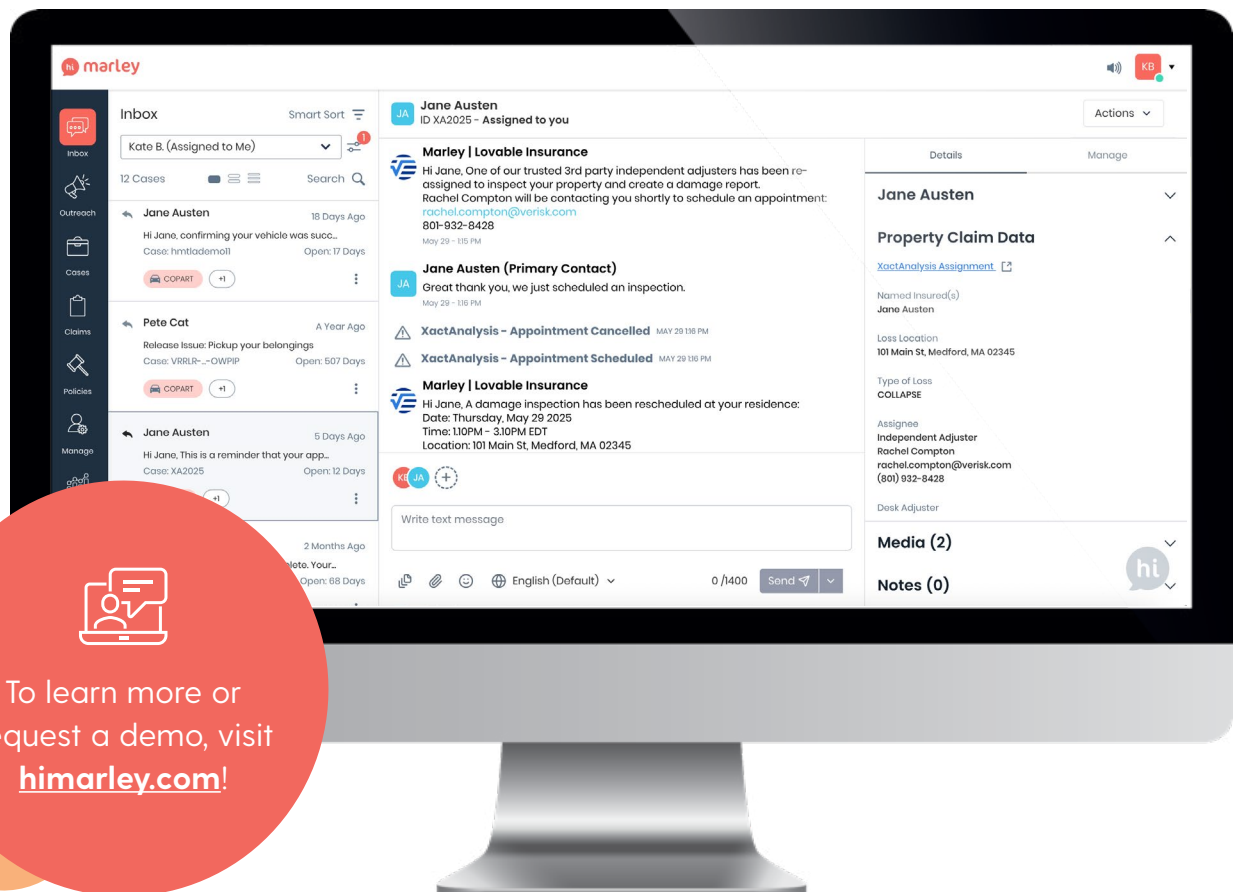 hi marley
KB
Inbox
Outreach
Cases
Claims
Policies
Manage
Inbox
Smart Sort
Kate B. (Assigned to Me)
1
12 Cases
Search
Jane Austen
18 Days Ago
Hi Jane, confirming your vehicle was succ...
Case: hmtlademo11
Open: 17 Days
COPART
+1
Pete Cat
A Year Ago
Release Issue: Pickup your belongings
Case: VRRLR-..-OWPIP
Open: 507 Days
COPART
+1
Jane Austen
5 Days Ago
Hi Jane, This is a reminder that your app...
Case: XA2025
Open: 12 Days
+1
2 Months Ago
Your...
Open: 68 Days
JA
Jane Austen
ID XA2025 - Assigned to you
Actions
Marley | Lovable Insurance
Hi Jane, One of our trusted 3rd party independent adjusters has been re-
assigned to inspect your property and create a damage report.
Rachel Compton will be contacting you shortly to schedule an appointment:
rachel.compton@verisk.com
801-932-8428
May 29 - 1:15 PM
JA
Jane Austen (Primary Contact)
Great thank you, we just scheduled an inspection.
May 29 - 1:16 PM
XactAnalysis - Appointment Cancelled MAY 29 1:16 PM
XactAnalysis - Appointment Scheduled MAY 29 1:16 PM
Marley | Lovable Insurance
Hi Jane, A damage inspection has been rescheduled at your residence:
Date: Thursday, May 29 2025
Time: 1:10PM - 3:10PM EDT
Location: 101 Main St, Medford, MA 02345
JA
Write text message
English (Default)
0 /1400
Send
Details
Manage
Jane Austen
Property Claim Data
XactAnalysis Assignment
Named Insured(s)
Jane Austen
Loss Location
101 Main St, Medford, MA 02345
Type of Loss
COLLAPSE
Assignee
Independent Adjuster
Rachel Compton
rachel.compton@verisk.com
(801) 932-8428
Desk Adjuster
Media (2)
Notes (0)
hi
To learn more or
request a demo, visit
himarley.com!